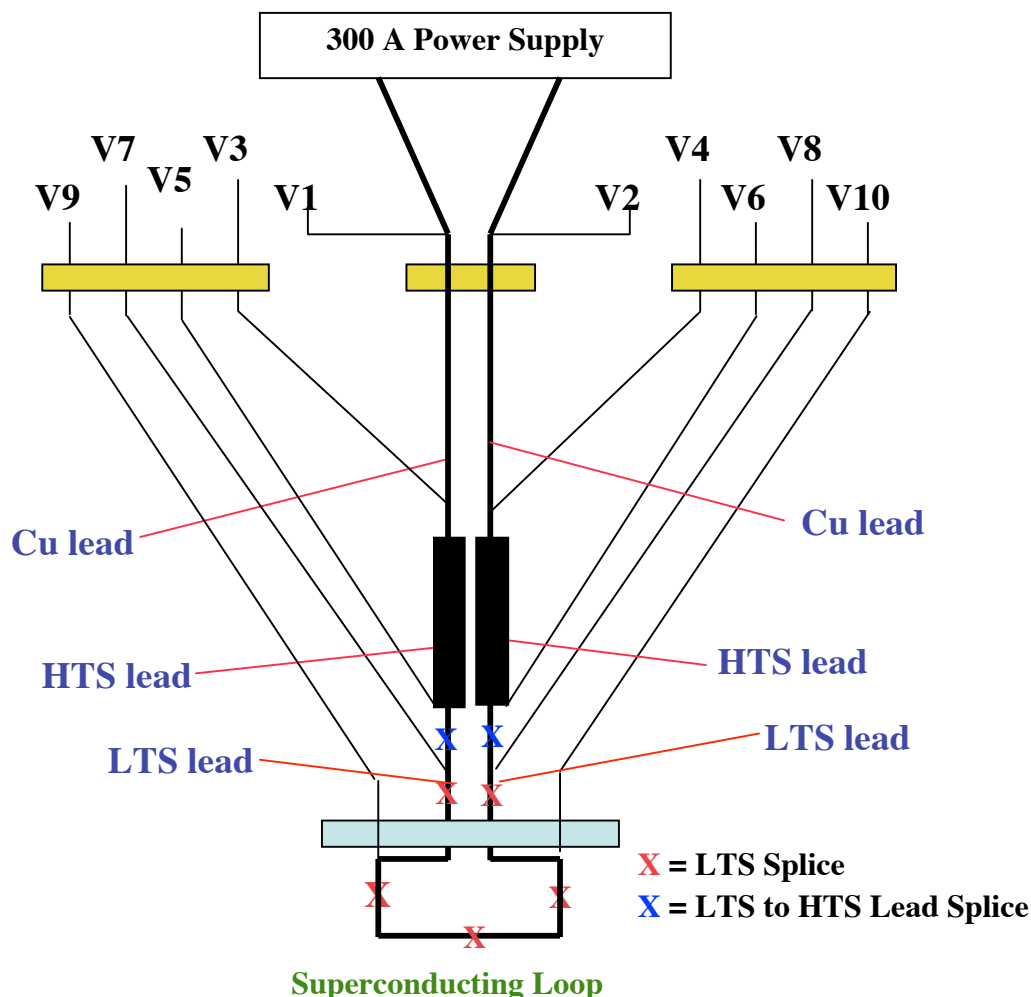 300 A Power Supply
V9
V7
V5
V3
V1
V2
V4
V6
V8
V10
Cu lead
Cu lead
HTS lead
HTS lead
LTS lead
LTS lead
X
X
X
X
X
X
X
X = LTS Splice
X = LTS to HTS Lead Splice
Superconducting Loop